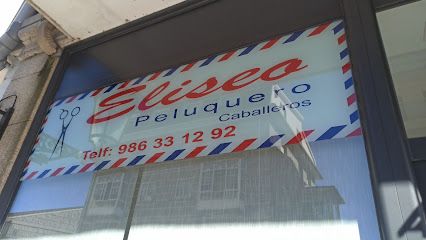 Eliseo
Peluquero
Caballeros
Telf: 986 33 12 92